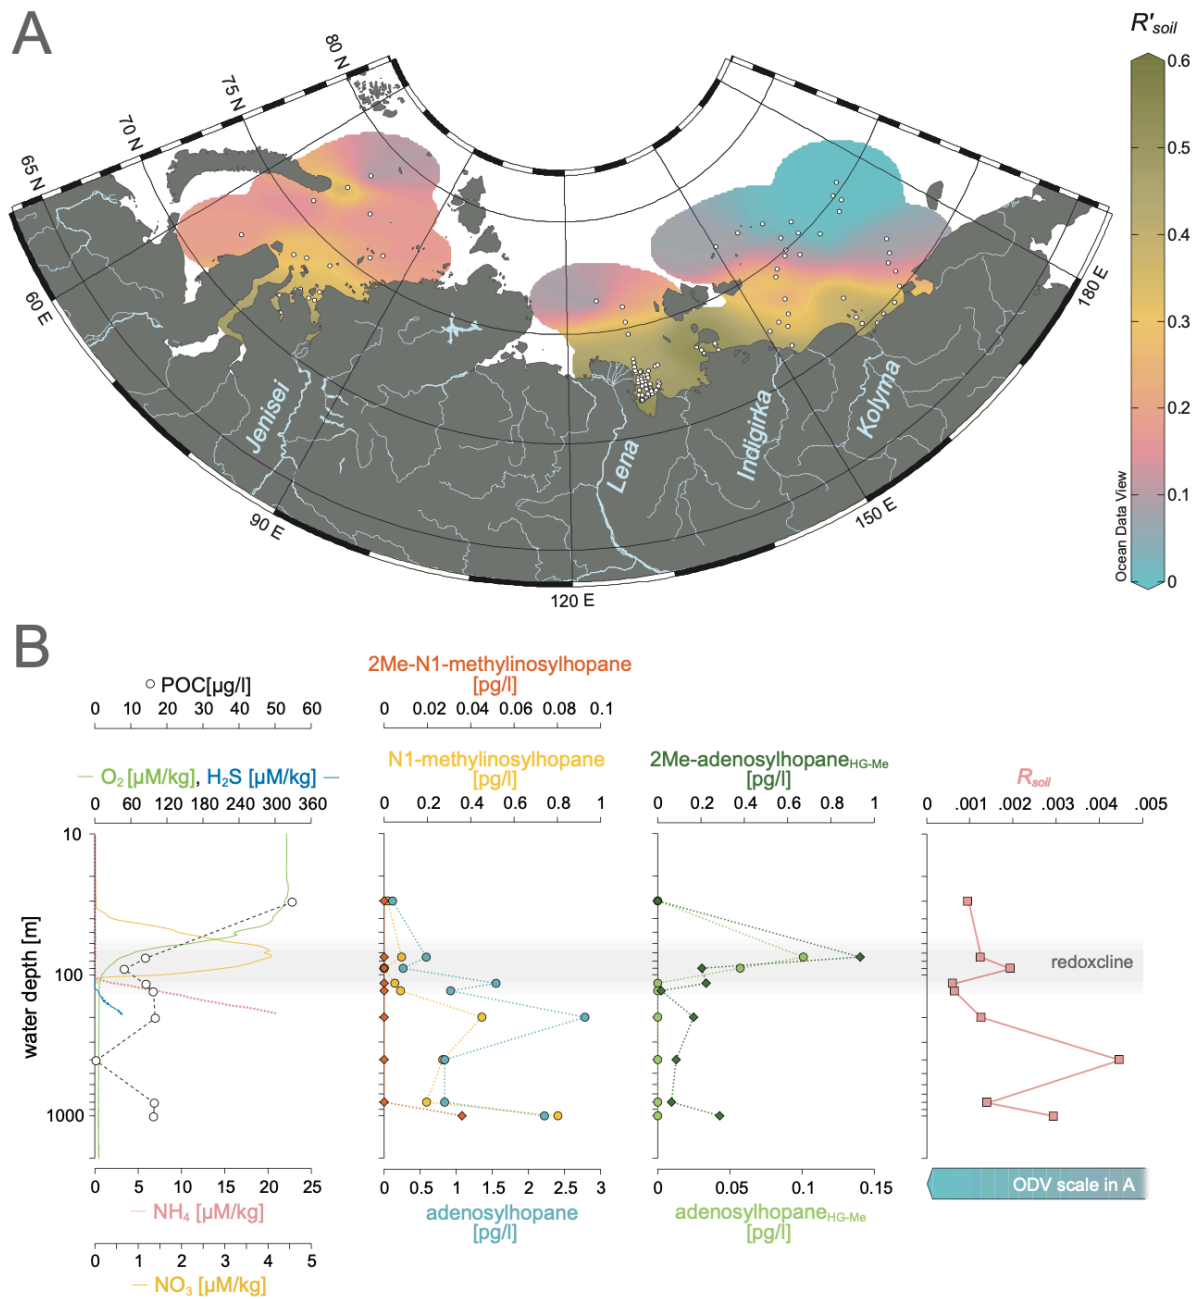 A
R'soil
80 N
75 N
70 N
65 N
60 E
90 E
120 E
150 E
180 E
Jenisei
Lena
Indigirka
Kolyma
0.6
0.5
0.4
0.3
0.2
0.1
0
Ocean Data View
B
POC[µg/l]
0 10 20 30 40 50 60
O2 [µM/kg], H2S [µM/kg]
0 60 120 180 240 300 360
2Me-N1-methylinosylhopane
[pg/l]
0 0.02 0.04 0.06 0.08 0.1
N1-methylinosylhopane
[pg/l]
0 0.2 0.4 0.6 0.8 1
2Me-adenosylhopaneHG-Me
[pg/l]
0 0.2 0.4 0.6 0.8 1
Rsoil
0 .001 .002 .003 .004 .005
water depth [m]
10
100
1000
redoxcline
ODV scale in A
0 5 10 15 20 25
NH4 [µM/kg]
0 1 2 3 4 5
NO3 [µM/kg]
0 0.5 1 1.5 2 2.5 3
adenosylhopane
[pg/l]
0 0.05 0.1 0.15
adenosylhopaneHG-Me
[pg/l]